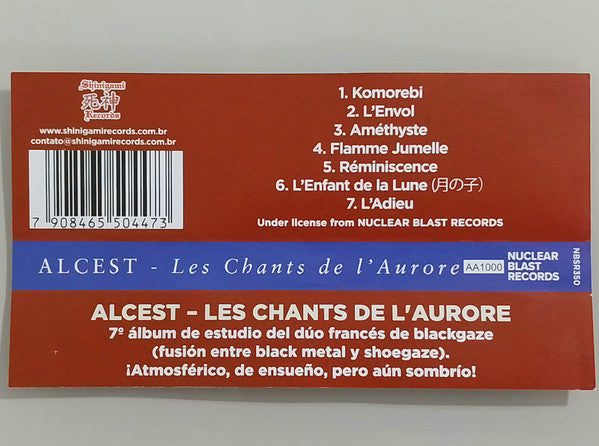 Shinigami
死神
Records
www.shinigamirecords.com.br
contato@shinigamirecords.com.br
7 908465 504473
1. Komorebi
2. L'Envol
3. Améthyste
4. Flamme Jumelle
5. Réminiscence
6. L'Enfant de la Lune (月の子)
7. L'Adieu
Under license from NUCLEAR BLAST RECORDS
ALCEST - Les Chants de l'Aurore
AA1000
NUCLEAR
BLAST
RECORDS
NBSR350
ALCEST – LES CHANTS DE L'AURORE
7º álbum de estudio del dúo francés de blackgaze
(fusión entre black metal y shoegaze).
¡Atmosférico, de ensueño, pero aún sombrío!